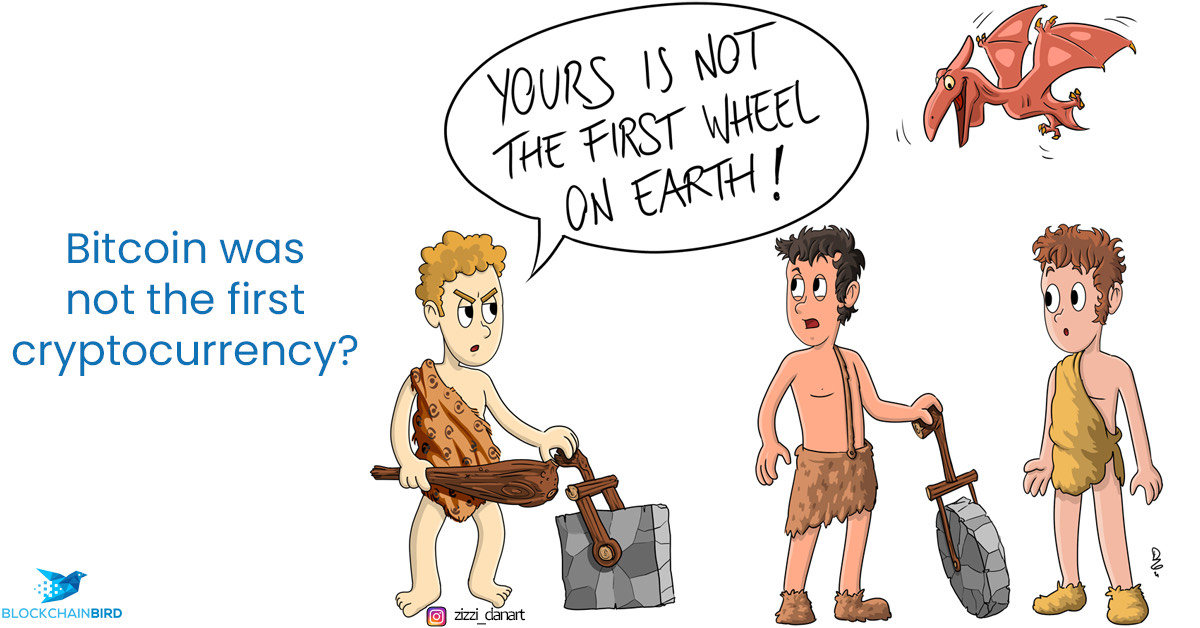 YOURS IS NOT
THE FIRST WHEEL
ON EARTH!
Bitcoin was
not the first
cryptocurrency?
BLOCKCHAINBIRD
zizzi_danart